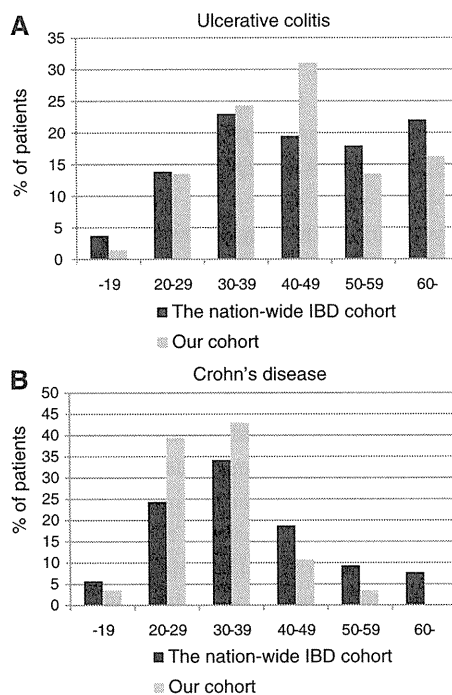 A
Ulcerative colitis
% of patients
35
30
25
20
15
10
5
0
-19 20-29 30-39 40-49 50-59 60-
The nation-wide IBD cohort
Our cohort
B
Crohn's disease
% of patients
50
45
40
35
30
25
20
15
10
5
0
-19 20-29 30-39 40-49 50-59 60-
The nation-wide IBD cohort
Our cohort